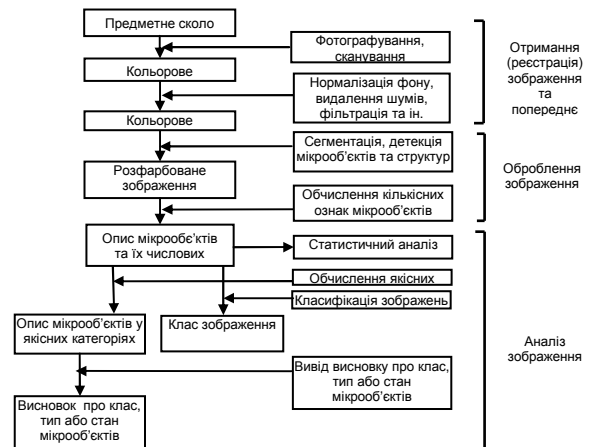 Предметне скло
Фотографування,
сканування
Кольорове
Нормалізація фону,
видалення шумів,
фільтрація та ін.
Кольорове
Отримання
(реєстрація)
зображення
та
попереднє
Сегментація, детекція
мікрооб’єктів та структур
Розфарбоване
зображення
Обчислення кількісних
ознак мікрооб’єктів
Оброблення
зображення
Опис мікрооб’єктів
та їх числових
Статистичний аналіз
Обчислення якісних
Класифікація зображень
Опис мікрооб’єктів у
якісних категоріях
Клас зображення
Вивід висновку про клас,
тип або стан
мікрооб’єктів
Висновок про клас,
тип або стан
мікрооб’єктів
Аналіз
зображення